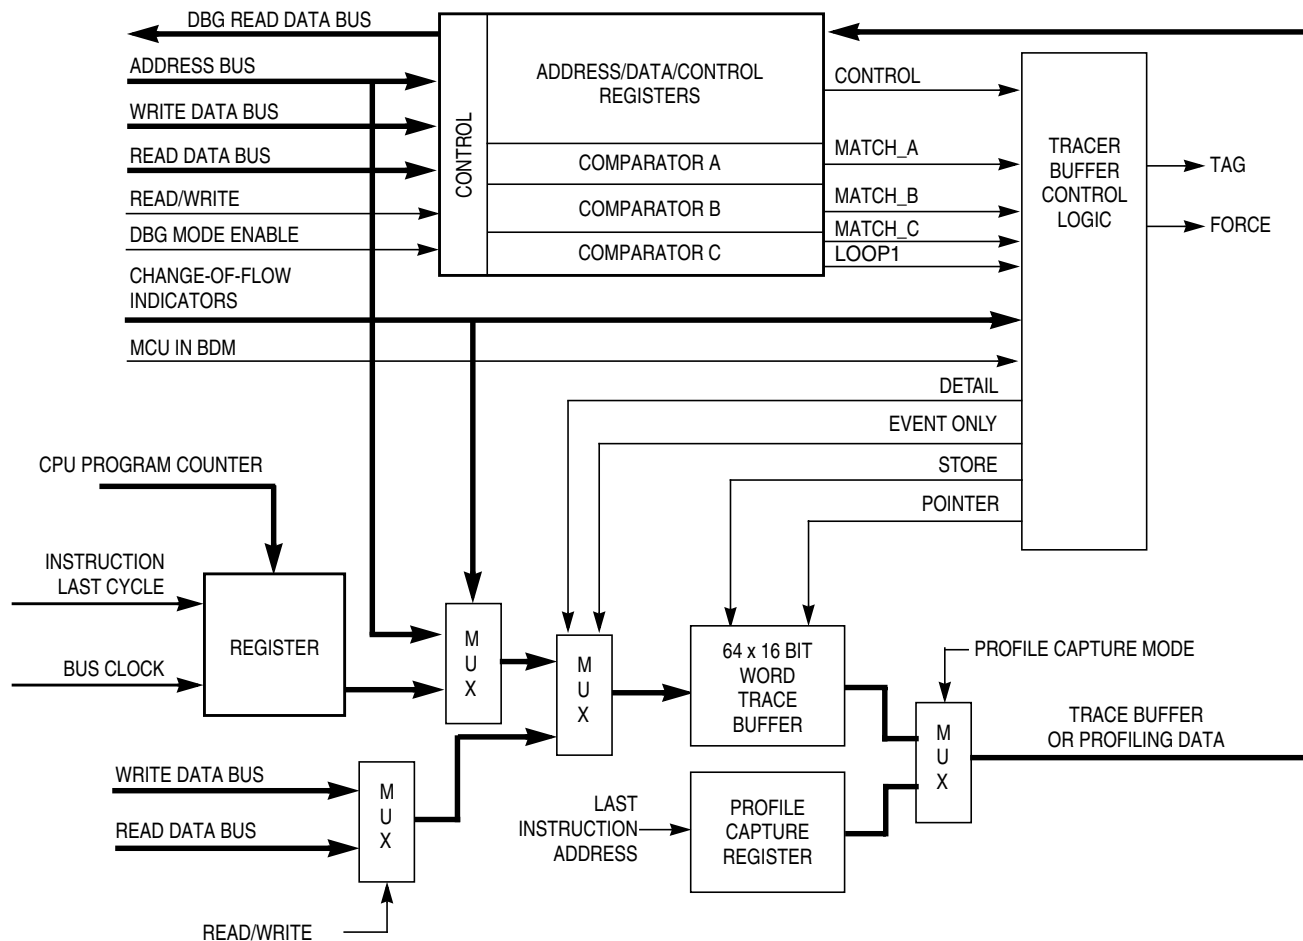 DBG READ DATA BUS
ADDRESS BUS
WRITE DATA BUS
READ DATA BUS
READ/WRITE
DBG MODE ENABLE
CHANGE-OF-FLOW
INDICATORS
MCU IN BDM
CONTROL
ADDRESS/DATA/CONTROL
REGISTERS
COMPARATOR A
COMPARATOR B
COMPARATOR C
CONTROL
MATCH_A
MATCH_B
MATCH_C
LOOP1
TRACER
BUFFER
CONTROL
LOGIC
TAG
FORCE
DETAIL
EVENT ONLY
STORE
POINTER
CPU PROGRAM COUNTER
INSTRUCTION
LAST CYCLE
BUS CLOCK
REGISTER
M
U
X
M
U
X
64 x 16 BIT
WORD
TRACE
BUFFER
PROFILE CAPTURE MODE
M
U
X
TRACE BUFFER
OR PROFILING DATA
WRITE DATA BUS
READ DATA BUS
M
U
X
READ/WRITE
LAST
INSTRUCTION
ADDRESS
PROFILE
CAPTURE
REGISTER